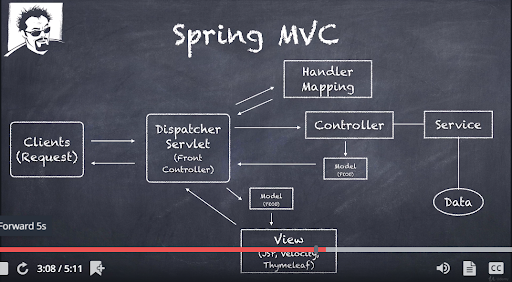 Spring MVC
Handler
Mapping
Clients
(Request)
Dispatcher
Servlet
(Front
Controller)
Controller
Service
Model
(POJO)
Data
Model
(POJO)
View
(JSP, Velocity,
Thymeleaf)
Forward 5s
3:08 / 5:11
CC